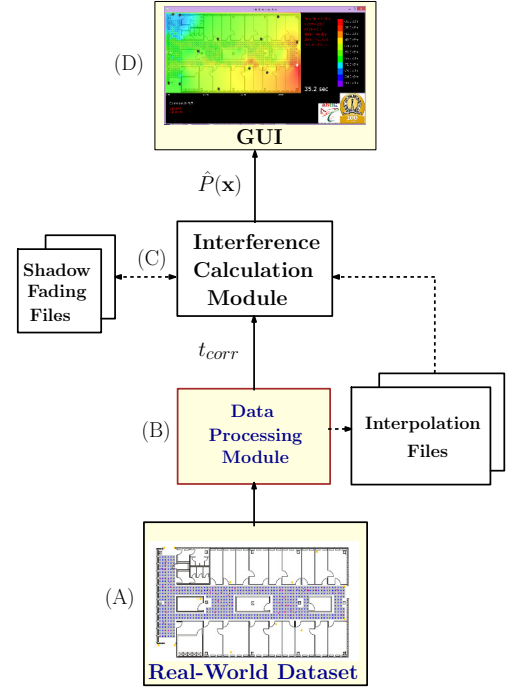 (D)
35.2 sec
100
GUI
P̂(x)
(C)
Shadow
Fading
Files
Interference
Calculation
Module
t_corr
(B)
Data
Processing
Module
Interpolation
Files
(A)
Real-World Dataset